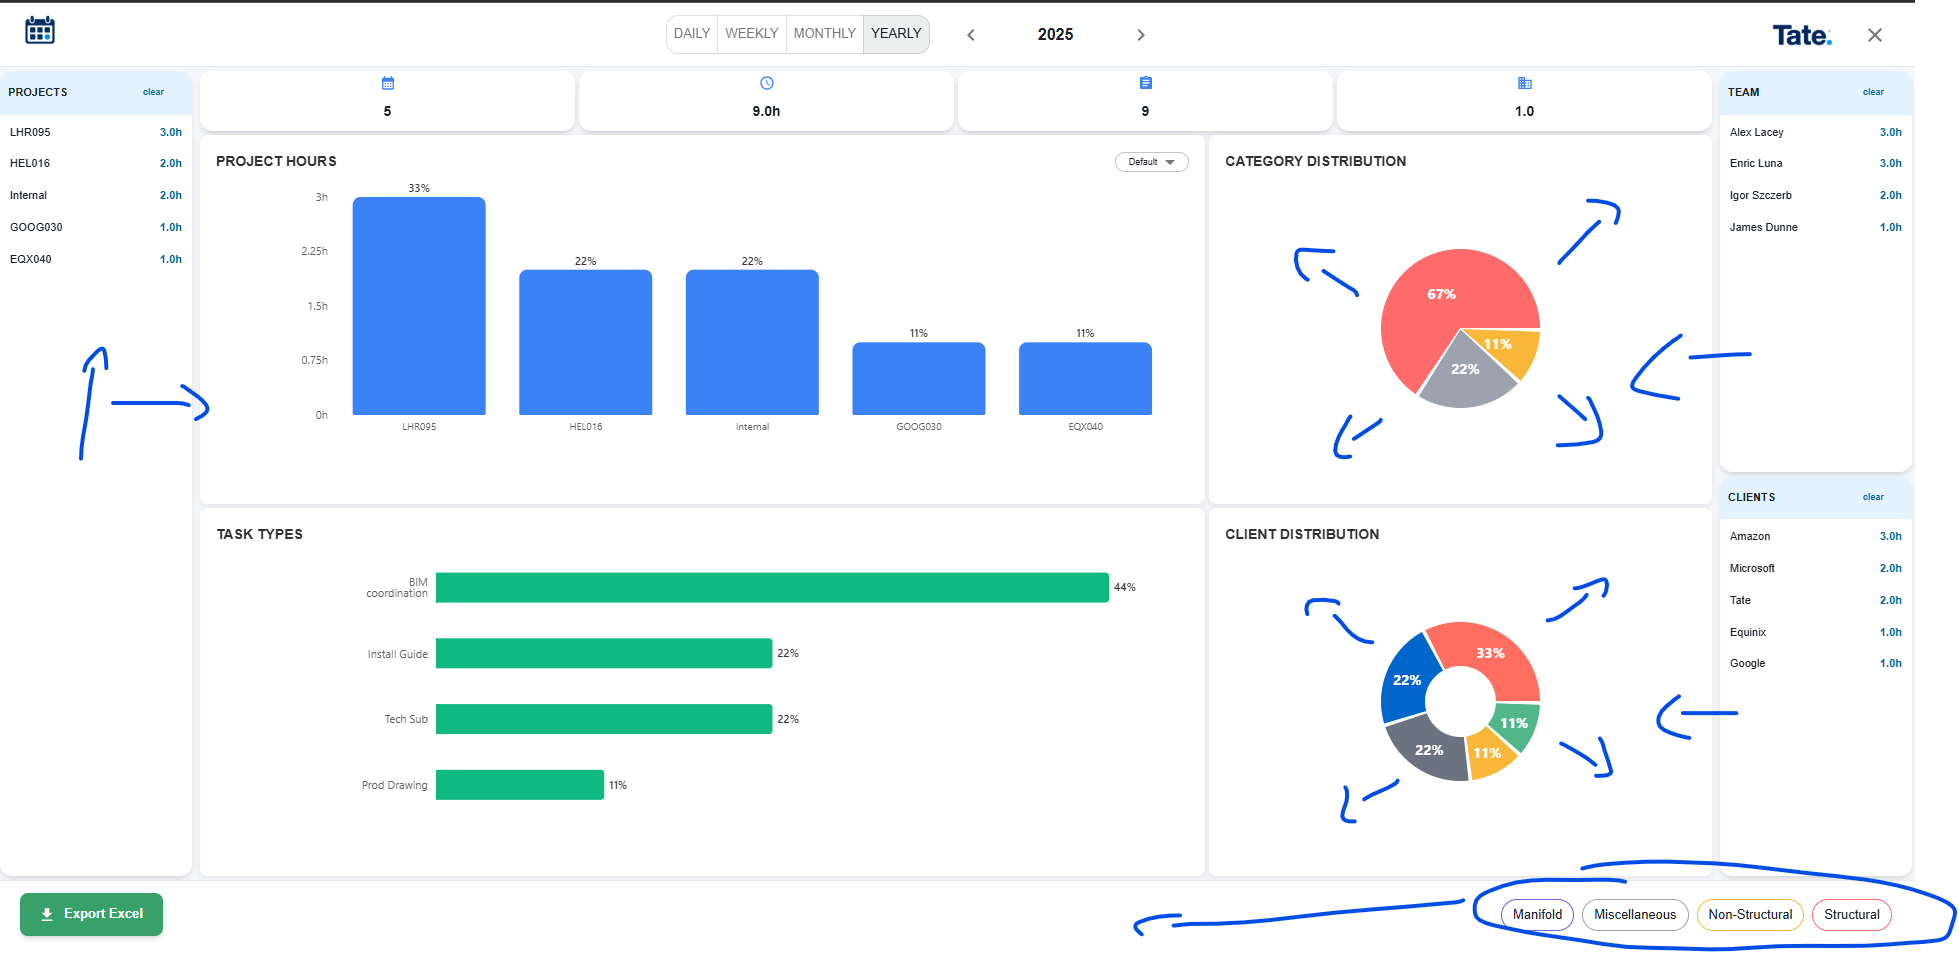 DAILY WEEKLY MONTHLY YEARLY 2025 Tate.
PROJECTS clear
LHR095 3.0h
HEL016 2.0h
Internal 2.0h
GOOG030 1.0h
EQX040 1.0h
5
9.0h
9
1.0
PROJECT HOURS
Default
3h
2.25h
1.5h
0.75h
0h
33%
22%
22%
11%
11%
LHR095 HEL016 Internal GOOG030 EQX040
CATEGORY DISTRIBUTION
67%
11%
22%
TEAM clear
Alex Lacey 3.0h
Enric Luna 3.0h
Igor Szczerb 2.0h
James Dunne 1.0h
TASK TYPES
BIM
coordination 44%
Install Guide 22%
Tech Sub 22%
Prod Drawing 11%
CLIENT DISTRIBUTION
33%
22%
11%
22%
11%
CLIENTS clear
Amazon 3.0h
Microsoft 2.0h
Tate 2.0h
Equinix 1.0h
Google 1.0h
Export Excel
Manifold Miscellaneous Non-Structural Structural